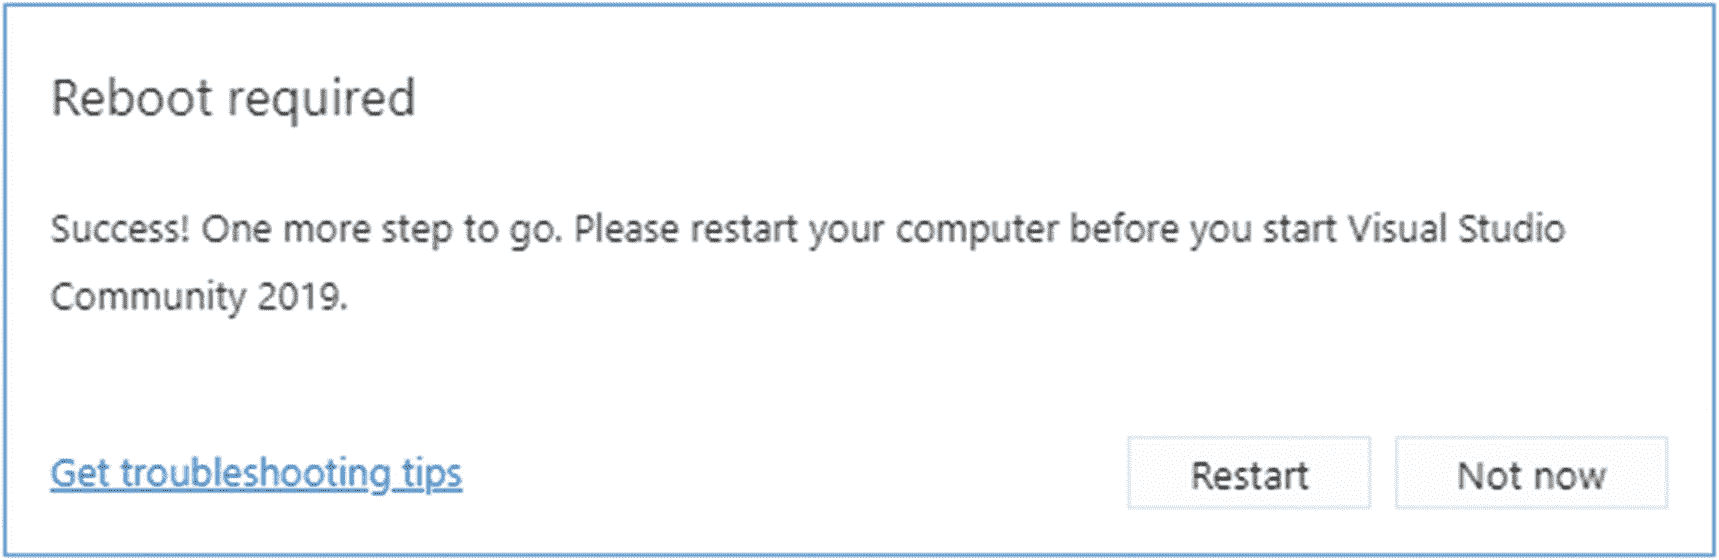 Reboot required
Success! One more step to go. Please restart your computer before you start Visual Studio
Community 2019.
Get troubleshooting tips
Restart
Not now